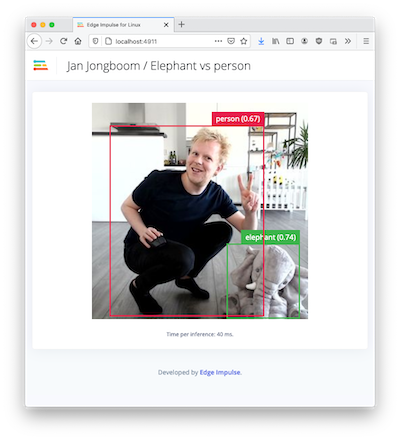 Edge Impulse for Linux
localhost:4911
Jan Jongboom / Elephant vs person
person (0.67)
elephant (0.74)
Time per inference: 40 ms.
Developed by Edge Impulse.